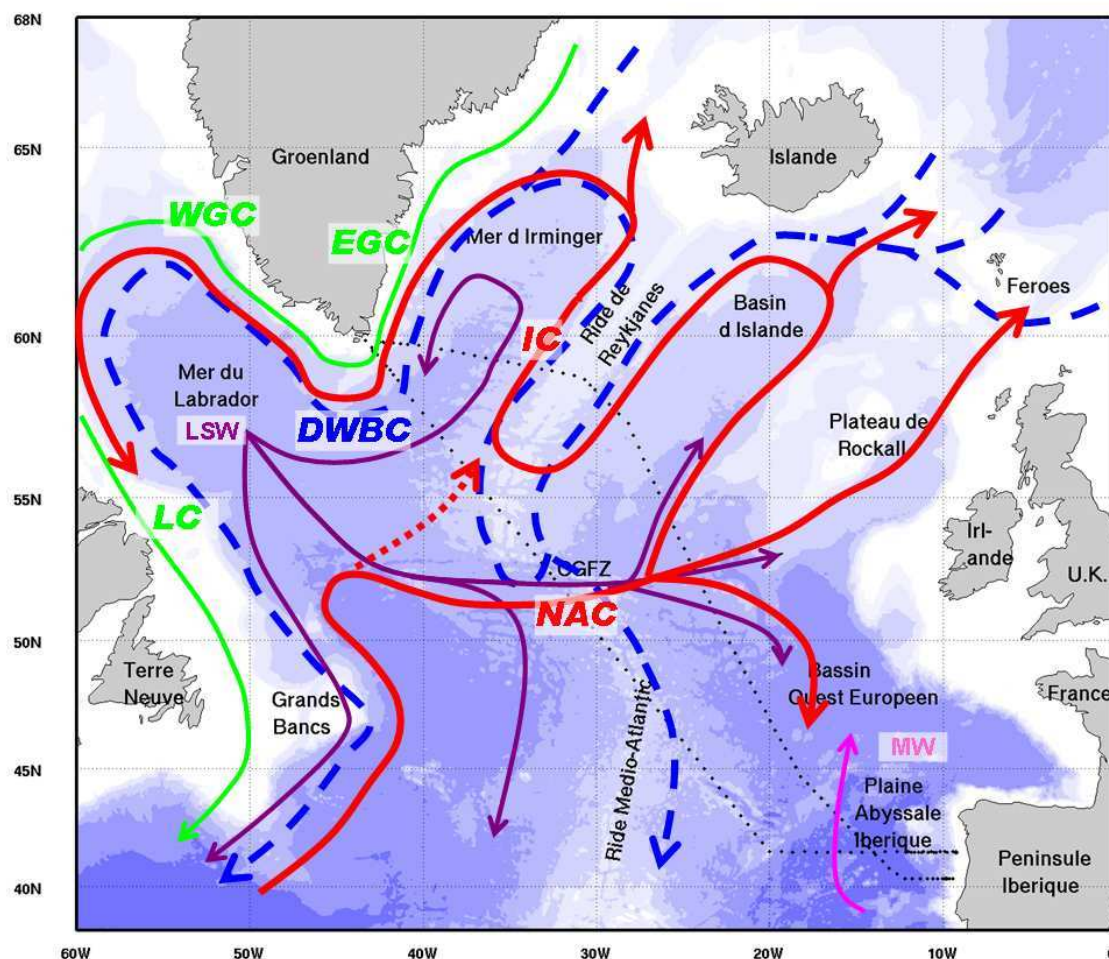 68N
65N
60N
55N
50N
45N
40N
60W
50W
40W
30W
20W
10W
0
Groenland
Islande
WGC
EGC
Mer d Irminger
Feroes
IC
Ride de
Reykjanes
Basin
d Islande
Mer du
Labrador
LSW
DWBC
Plateau de
Rockall
LC
Irl-
ande
U.K.
CGFZ
NAC
Terre
Neuve
Grands
Bancs
Bassin
Ouest Europeen
France
Ride Medio-Atlantic
MW
Plaine
Abyssale
Iberique
Peninsule
Iberique